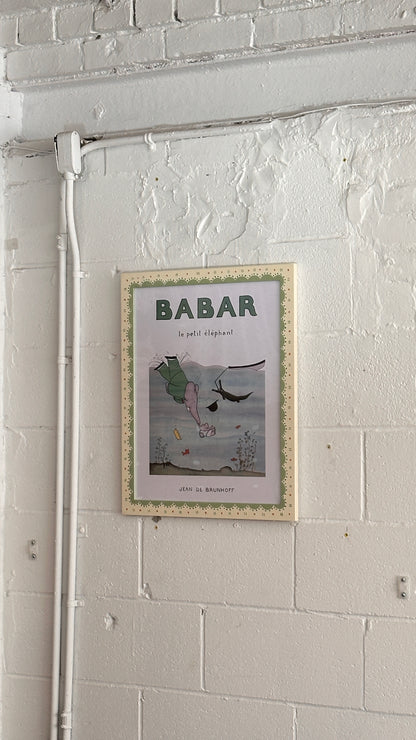 BABAR
le petit éléphant
JEAN DE BRUNHOFF